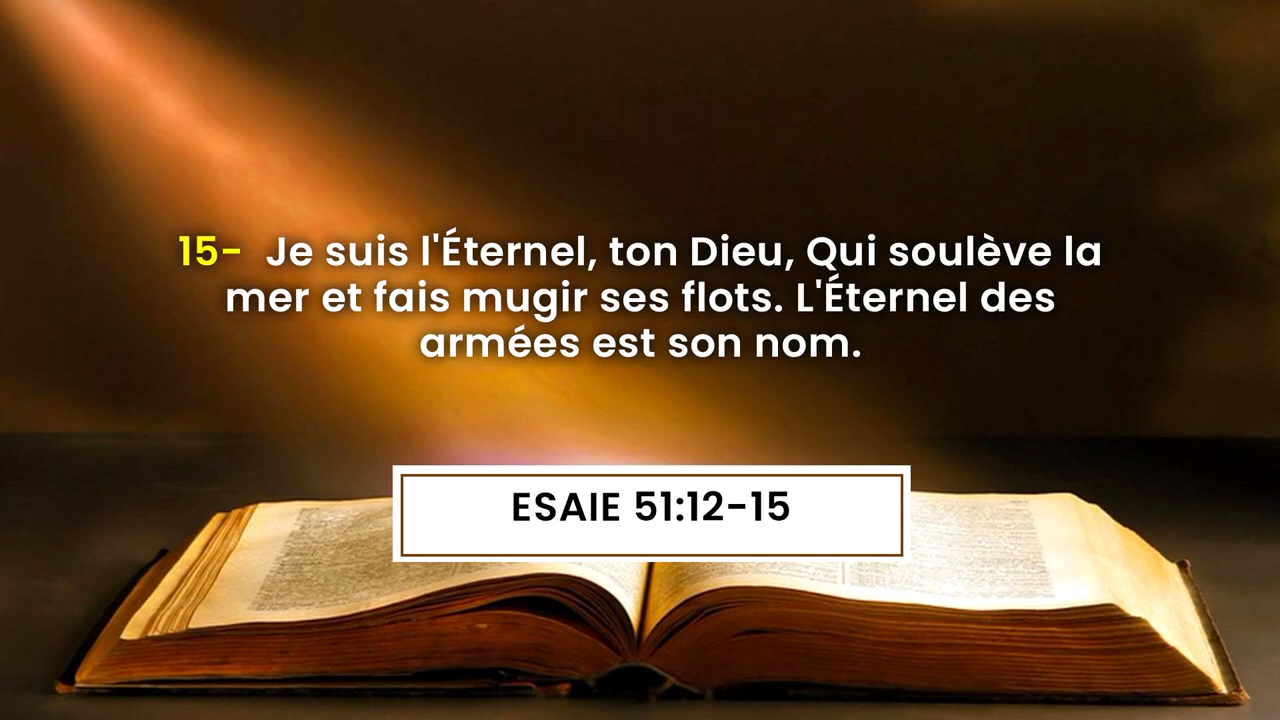 15- Je suis l'Éternel, ton Dieu, Qui soulève la
mer et fais mugir ses flots. L'Éternel des
armées est son nom.
ESAIE 51:12-15